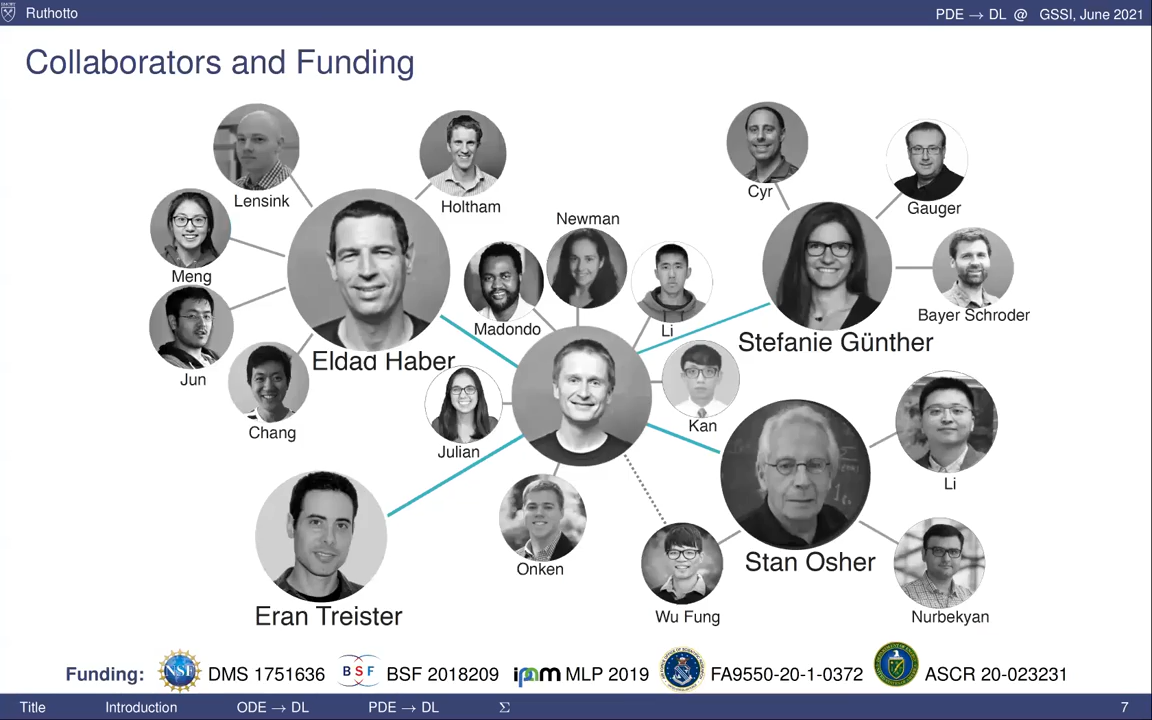 Ruthotto
PDE → DL @ GSSI, June 2021
Collaborators and Funding
Lensink
Holtham
Cyr
Gauger
Meng
Newman
Madondo
Li
Bayer Schroder
Jun
Eldad Haber
Stefanie Günther
Chang
Julian
Kan
Li
Onken
Stan Osher
Eran Treister
Wu Fung
Nurbekyan
Funding: NSF DMS 1751636 BSF BSF 2018209 ipam MLP 2019 FA9550-20-1-0372 ASCR 20-023231
Title Introduction ODE → DL PDE → DL Σ 7